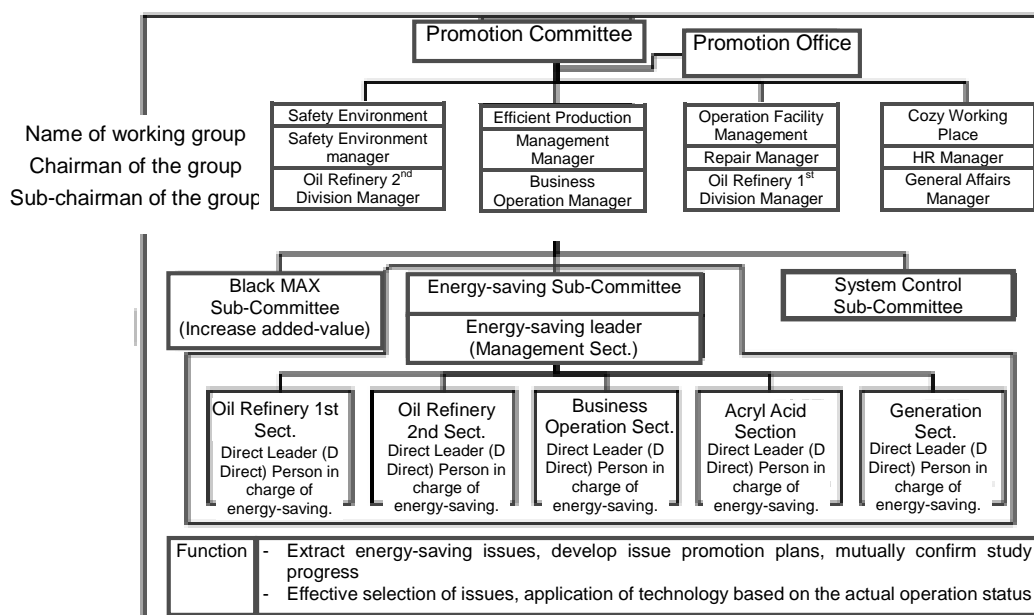 Promotion Committee
Promotion Office
Name of working group
Chairman of the group
Sub-chairman of the group
Safety Environment
Safety Environment
manager
Oil Refinery 2nd
Division Manager
Efficient Production
Management
Manager
Business
Operation Manager
Operation Facility
Management
Repair Manager
Oil Refinery 1st
Division Manager
Cozy Working
Place
HR Manager
General Affairs
Manager
Black MAX
Sub-Committee
(Increase added-value)
Energy-saving Sub-Committee
Energy-saving leader
(Management Sect.)
System Control
Sub-Committee
Oil Refinery 1st
Sect.
Direct Leader (D
Direct) Person in
charge of
energy-saving.
Oil Refinery
2nd Sect.
Direct Leader (D
Direct) Person in
charge of
energy-saving.
Business
Operation Sect.
Direct Leader (D
Direct) Person in
charge of
energy-saving.
Acryl Acid
Section
Direct Leader (D
Direct) Person in
charge of
energy-saving.
Generation
Sect.
Direct Leader (D
Direct) Person in
charge of
energy-saving.
Function
- Extract energy-saving issues, develop issue promotion plans, mutually confirm study
progress
- Effective selection of issues, application of technology based on the actual operation status